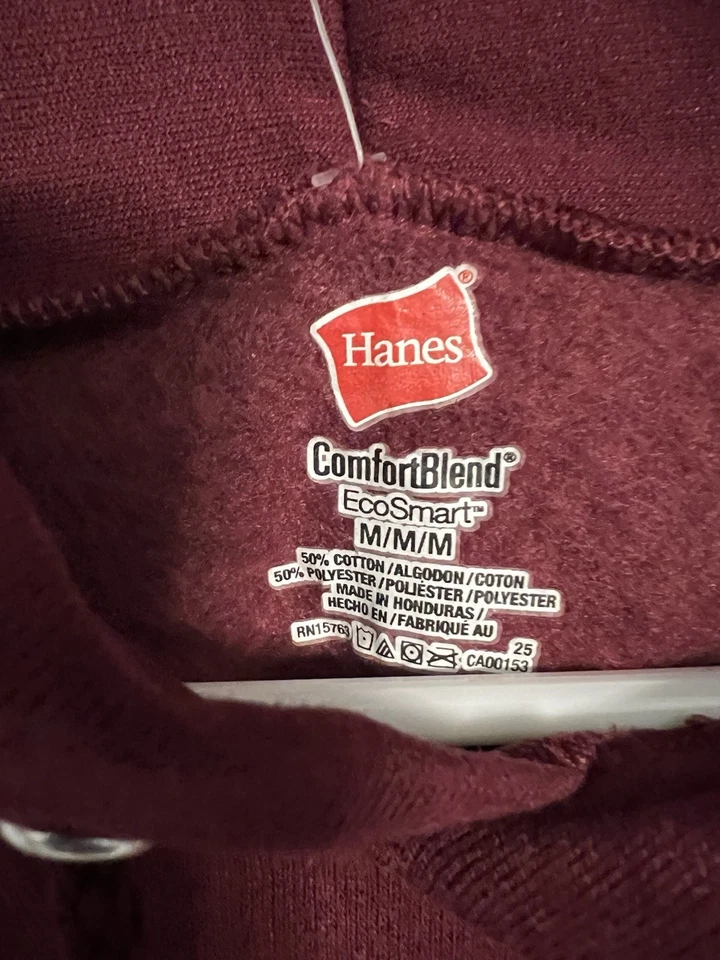 Hanes®
ComfortBlend®
EcoSmart™
M/M/M
50% COTTON/ALGODON/COTON
50% POLYESTER/POLIÉSTER/POLYESTER
MADE IN HONDURAS/
HECHO EN/FABRIQUÉ AU
25
RN15763 CA00153